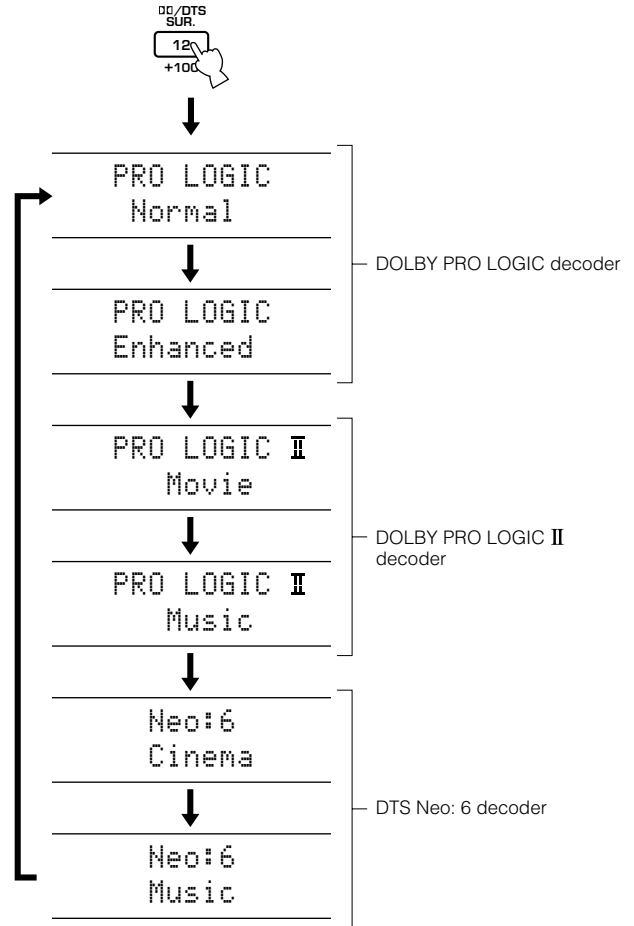 DD/DTS
SUR.
12
+100
PRO LOGIC
Normal
DOLBY PRO LOGIC decoder
PRO LOGIC
Enhanced
PRO LOGIC II
Movie
DOLBY PRO LOGIC II
decoder
PRO LOGIC II
Music
Neo:6
Cinema
DTS Neo: 6 decoder
Neo:6
Music